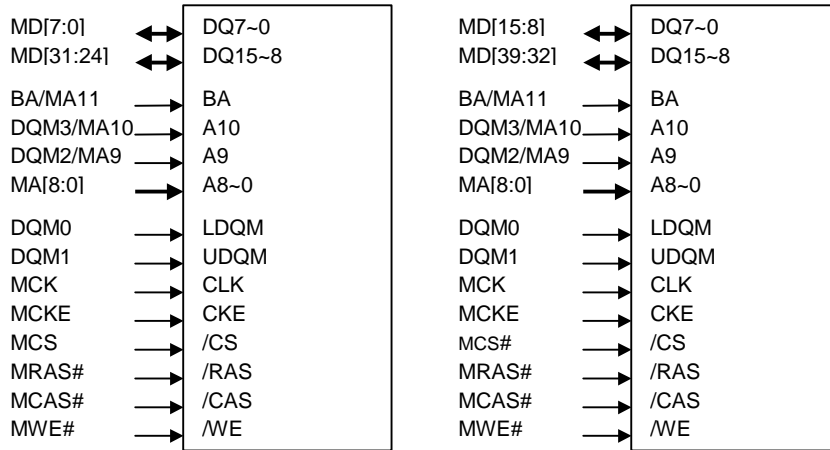 MD[7:0] DQ7~0
MD[31:24] DQ15~8
BA/MA11 BA
DQM3/MA10 A10
DQM2/MA9 A9
MA[8:0] A8~0
DQM0 LDQM
DQM1 UDQM
MCK CLK
MCKE CKE
MCS /CS
MRAS# /RAS
MCAS# /CAS
MWE# /WE
MD[15:8] DQ7~0
MD[39:32] DQ15~8
BA/MA11 BA
DQM3/MA10 A10
DQM2/MA9 A9
MA[8:0] A8~0
DQM0 LDQM
DQM1 UDQM
MCK CLK
MCKE CKE
MCS# /CS
MRAS# /RAS
MCAS# /CAS
MWE# /WE